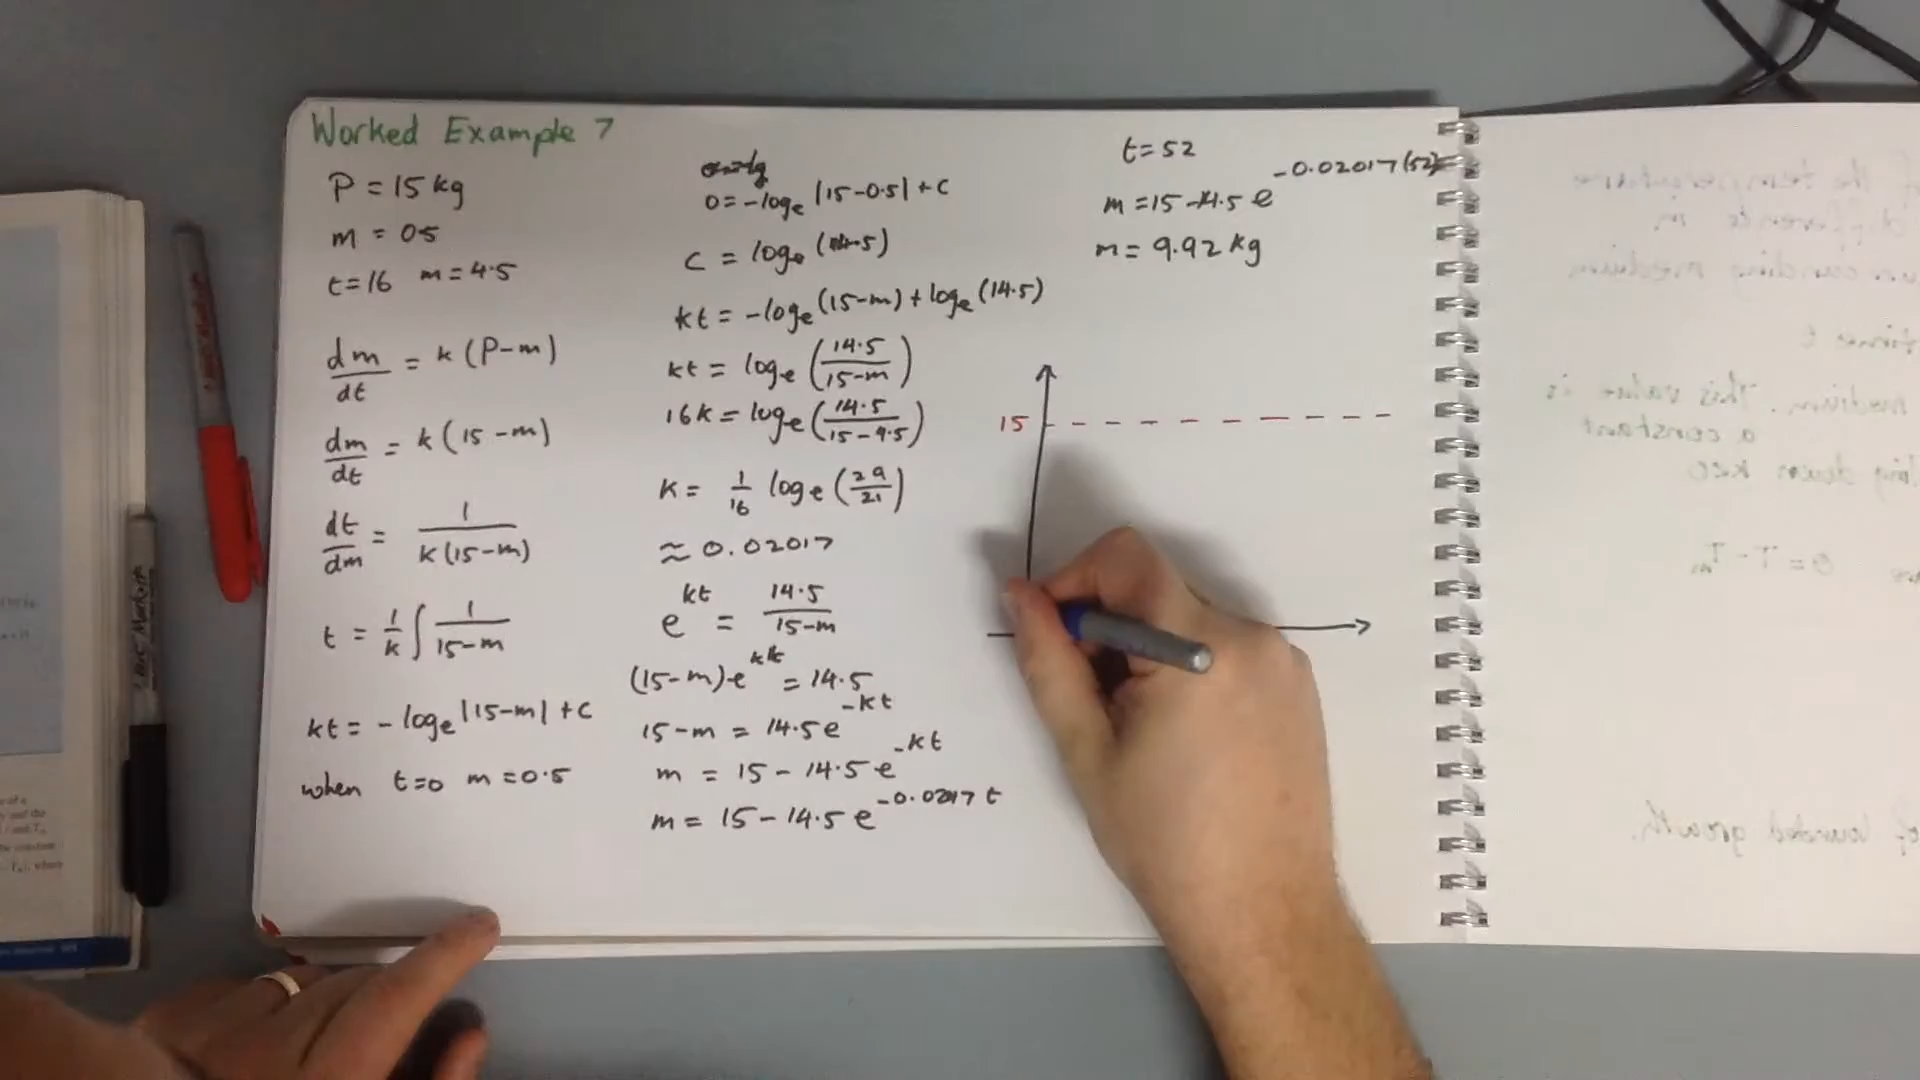 Worked Example 7
P = 15 kg
m = 0.5
t=16 m = 4.5
dm/dt = k (P-m)
dm/dt = k (15-m)
dt/dm = 1/k(15-m)
t = 1/k ∫ 1/15-m
kt = -logₑ |15-m| + c
when t=0 m=0.5
0 = -logₑ |15-0.5| + c
c = logₑ (14.5)
kt = -logₑ (15-m) + logₑ (14.5)
kt = logₑ (14.5/15-m)
16k = logₑ (14.5/15-4.5)
k = 1/16 logₑ (29/21)
≈ 0.02017
e^kt = 14.5/15-m
(15-m)·e^kt = 14.5
15-m = 14.5e^-kt
m = 15 - 14.5 e^-kt
m = 15 - 14.5 e^-0.02017 t
t = 52
m = 15 - 14.5 e^-0.02017(52)
m = 9.92 kg
15